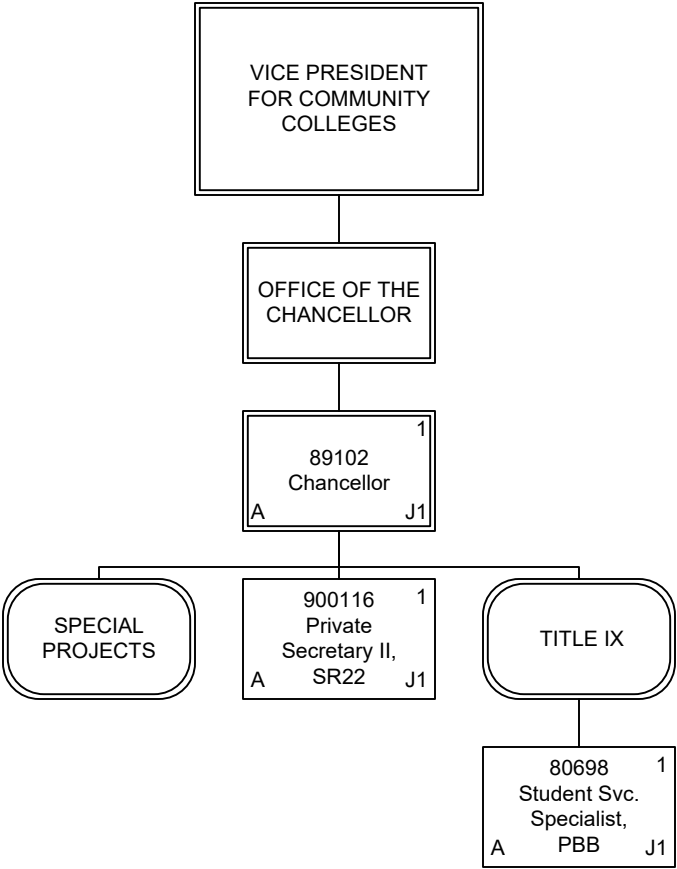 VICE PRESIDENT
FOR COMMUNITY
COLLEGES
OFFICE OF THE
CHANCELLOR
1
89102
Chancellor
A J1
SPECIAL
PROJECTS
900116 1
Private
Secretary II,
SR22
A J1
TITLE IX
80698 1
Student Svc.
Specialist,
PBB
A J1